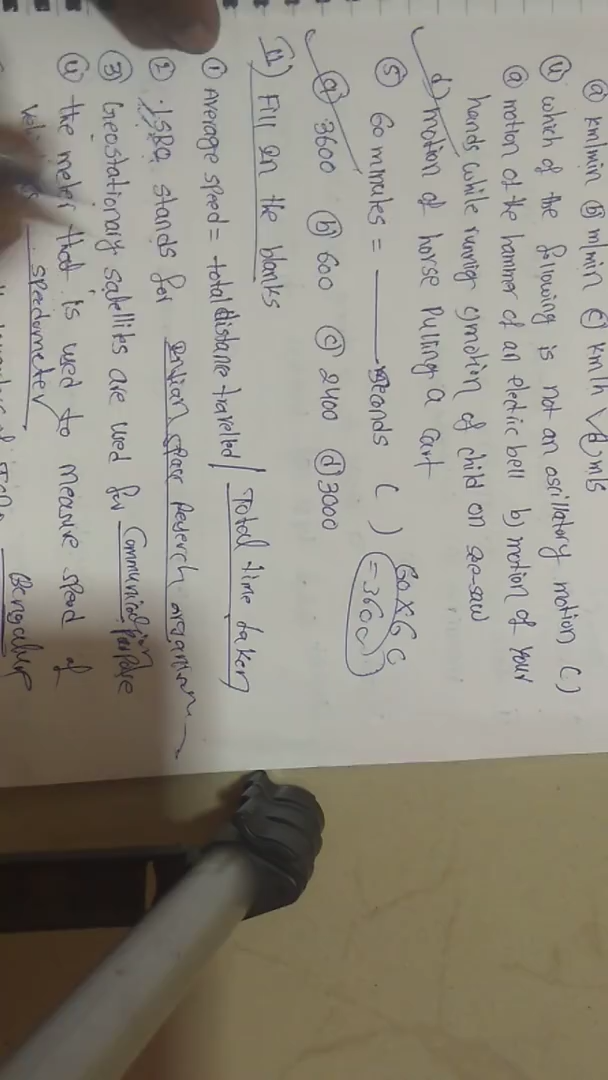 ⓐ km/min ⓑ m/min ⓒ km/h ✓ d) m/s
④ which of the following is not an oscillatory motion ( )
ⓐ motion of the hammer of an electric bell b) motion of your
hands while running c) motion of child on see-saw
d) motion of horse pulling a cart
⑤ 60 minutes = ____ seconds ( )
60×60
=3600
ⓐ 3600 ⓑ 600 ⓒ 2400 ⓓ 3000
II) Fill in the blanks
① Average speed = total distance travelled / Total time taken
② ISRO stands for Indian space Reserch
③ Geostationary satellites are used for Communication purpose
④ the meter that is used to measure speed of
speedometer
Bengaluru